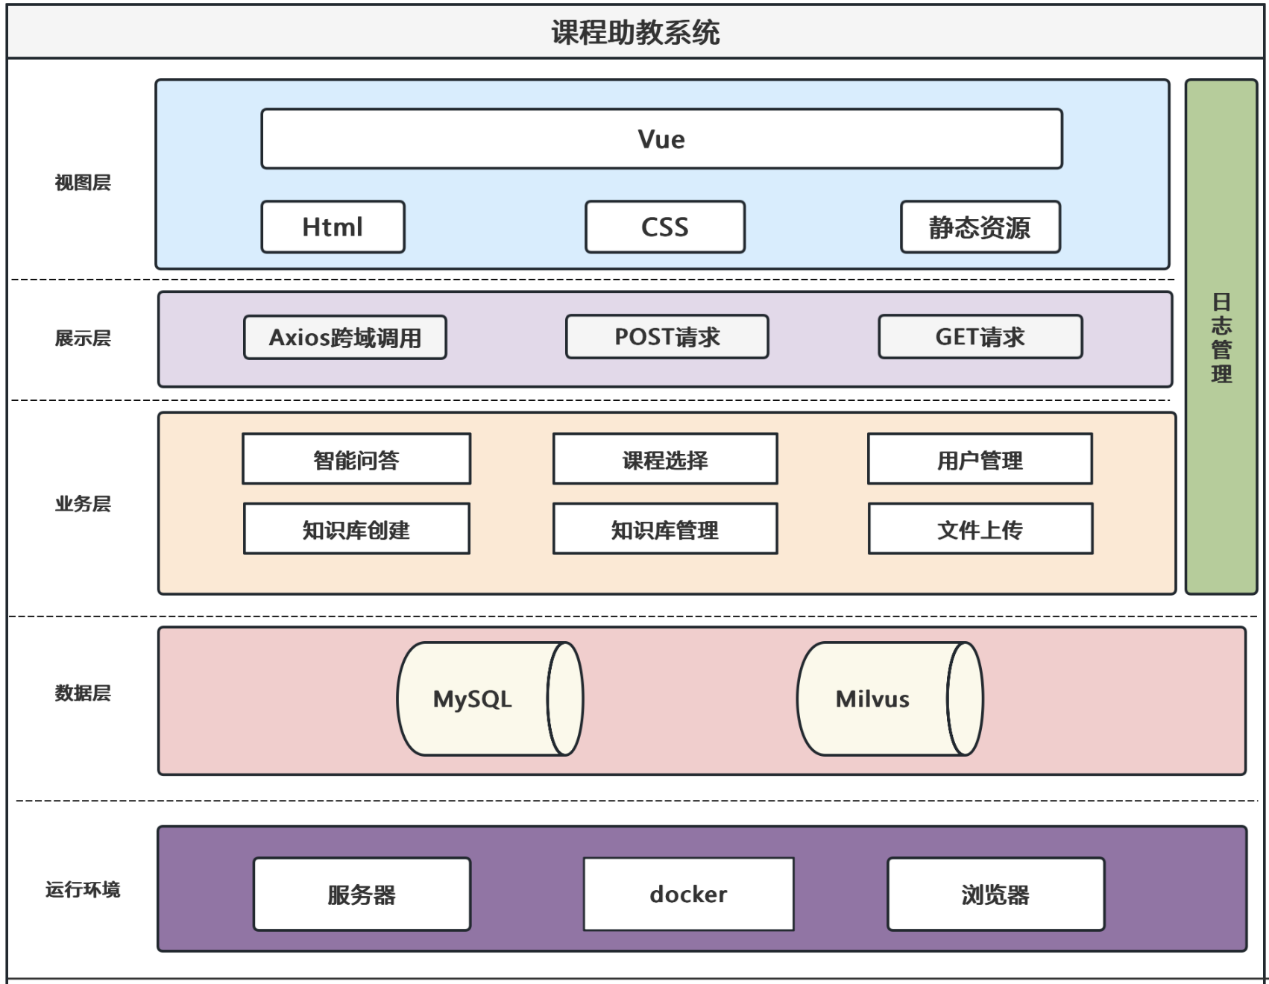 课程助教系统
视图层
Vue
Html
CSS
静态资源
展示层
Axios跨域调用
POST请求
GET请求
日志管理
业务层
智能问答
课程选择
用户管理
知识库创建
知识库管理
文件上传
数据层
MySQL
Milvus
运行环境
服务器
docker
浏览器